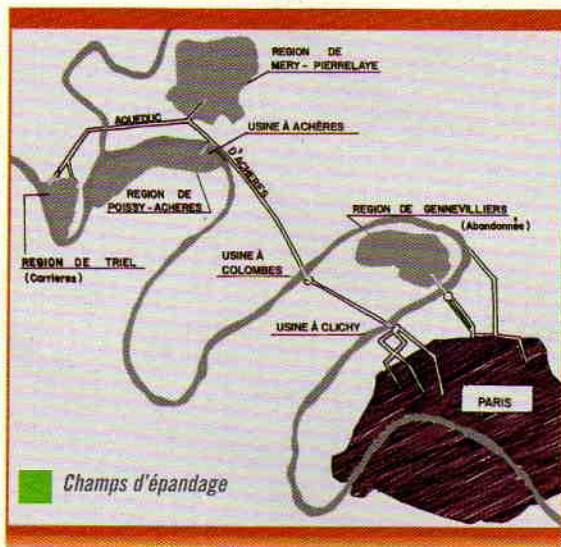 REGION DE
MERY - PIERRELAYE
AQUEDUC
D'ACHERES
USINE À ACHÈRES
REGION DE
POISSY-ACHERES
REGION DE GENNEVILLIERS
(Abandonnée)
REGION DE TRIEL
(Carrieres)
USINE À
COLOMBES
USINE À CLICHY
PARIS
Champs d'épandage